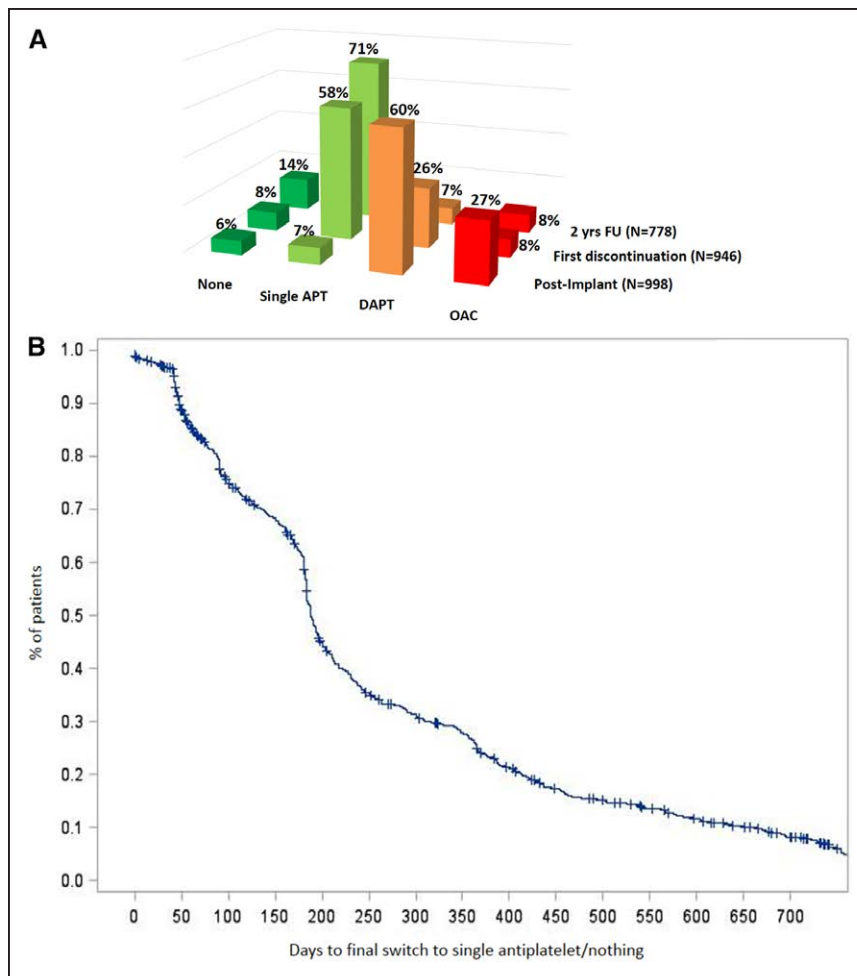 A
71%
58%
60%
14%
26%
8%
7%
27%
6%
7%
8%
8%
2 yrs FU (N=778)
First discontinuation (N=946)
Post-Implant (N=998)
None
Single APT
DAPT
OAC
B
1.0
0.9
0.8
0.7
0.6
0.5
0.4
0.3
0.2
0.1
0.0
% of patients
0 50 100 150 200 250 300 350 400 450 500 550 600 650 700
Days to final switch to single antiplatelet/nothing